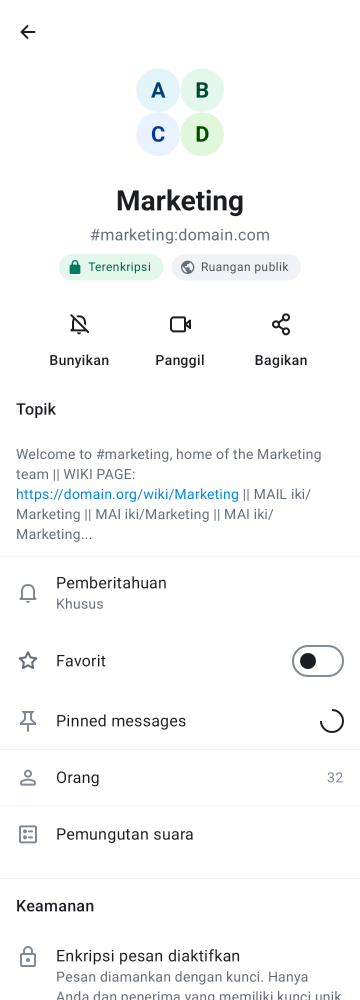 A B
C D
Marketing
#marketing:domain.com
Terenkripsi Ruangan publik
Bunyikan Panggil Bagikan
Topik
Welcome to #marketing, home of the Marketing
team || WIKI PAGE:
https://domain.org/wiki/Marketing || MAIL iki/
Marketing || MAI iki/Marketing || MAI iki/
Marketing...
Pemberitahuan
Khusus
Favorit
Pinned messages
Orang 32
Pemungutan suara
Keamanan
Enkripsi pesan diaktifkan
Pesan diamankan dengan kunci. Hanya
Anda dan penerima yang memiliki kunci unik